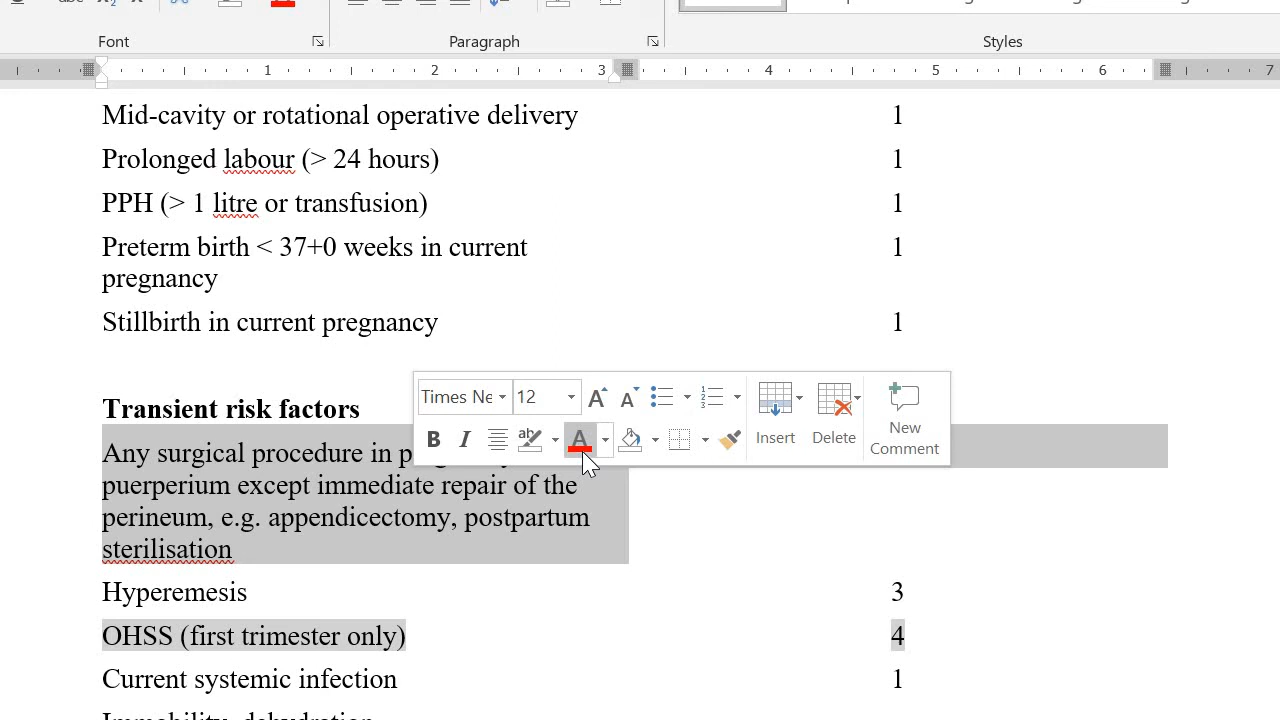 Font
Paragraph
Styles
1 2 3 4 5 6 7
Mid-cavity or rotational operative delivery 1
Prolonged labour (> 24 hours) 1
PPH (> 1 litre or transfusion) 1
Preterm birth < 37+0 weeks in current 1
pregnancy
Stillbirth in current pregnancy 1
Times Ne 12
Insert
Delete
New
Comment
Transient risk factors
Any surgical procedure in
puerperium except immediate repair of the
perineum, e.g. appendicectomy, postpartum
sterilisation
Hyperemesis 3
OHSS (first trimester only) 4
Current systemic infection 1
Immobility, dehydration